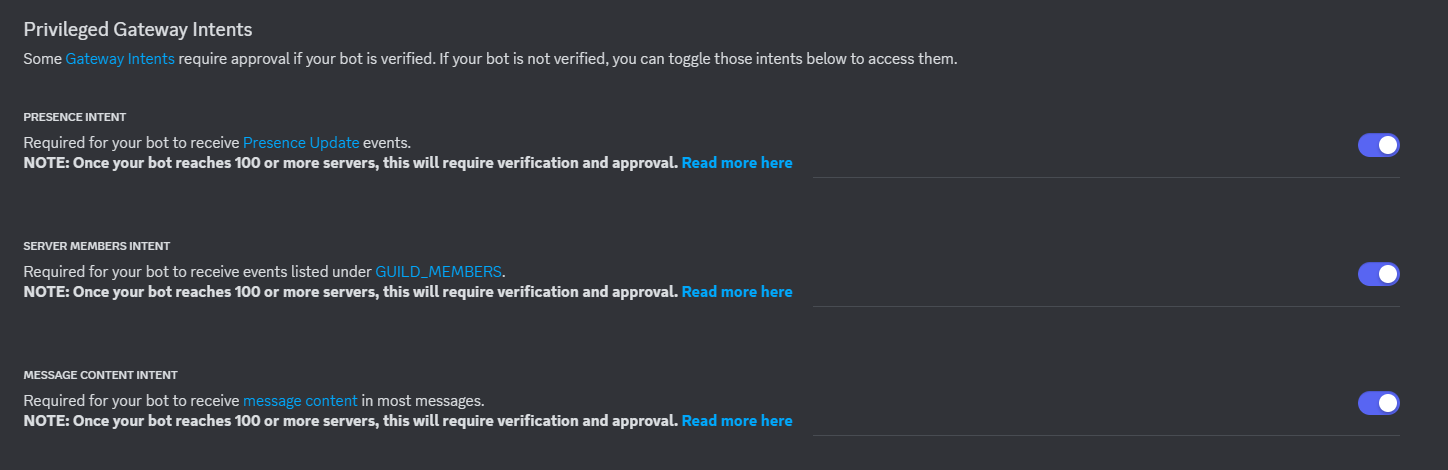 Privileged Gateway Intents
Some Gateway Intents require approval if your bot is verified. If your bot is not verified, you can toggle those intents below to access them.
PRESENCE INTENT
Required for your bot to receive Presence Update events.
NOTE: Once your bot reaches 100 or more servers, this will require verification and approval. Read more here
SERVER MEMBERS INTENT
Required for your bot to receive events listed under GUILD_MEMBERS.
NOTE: Once your bot reaches 100 or more servers, this will require verification and approval. Read more here
MESSAGE CONTENT INTENT
Required for your bot to receive message content in most messages.
NOTE: Once your bot reaches 100 or more servers, this will require verification and approval. Read more here